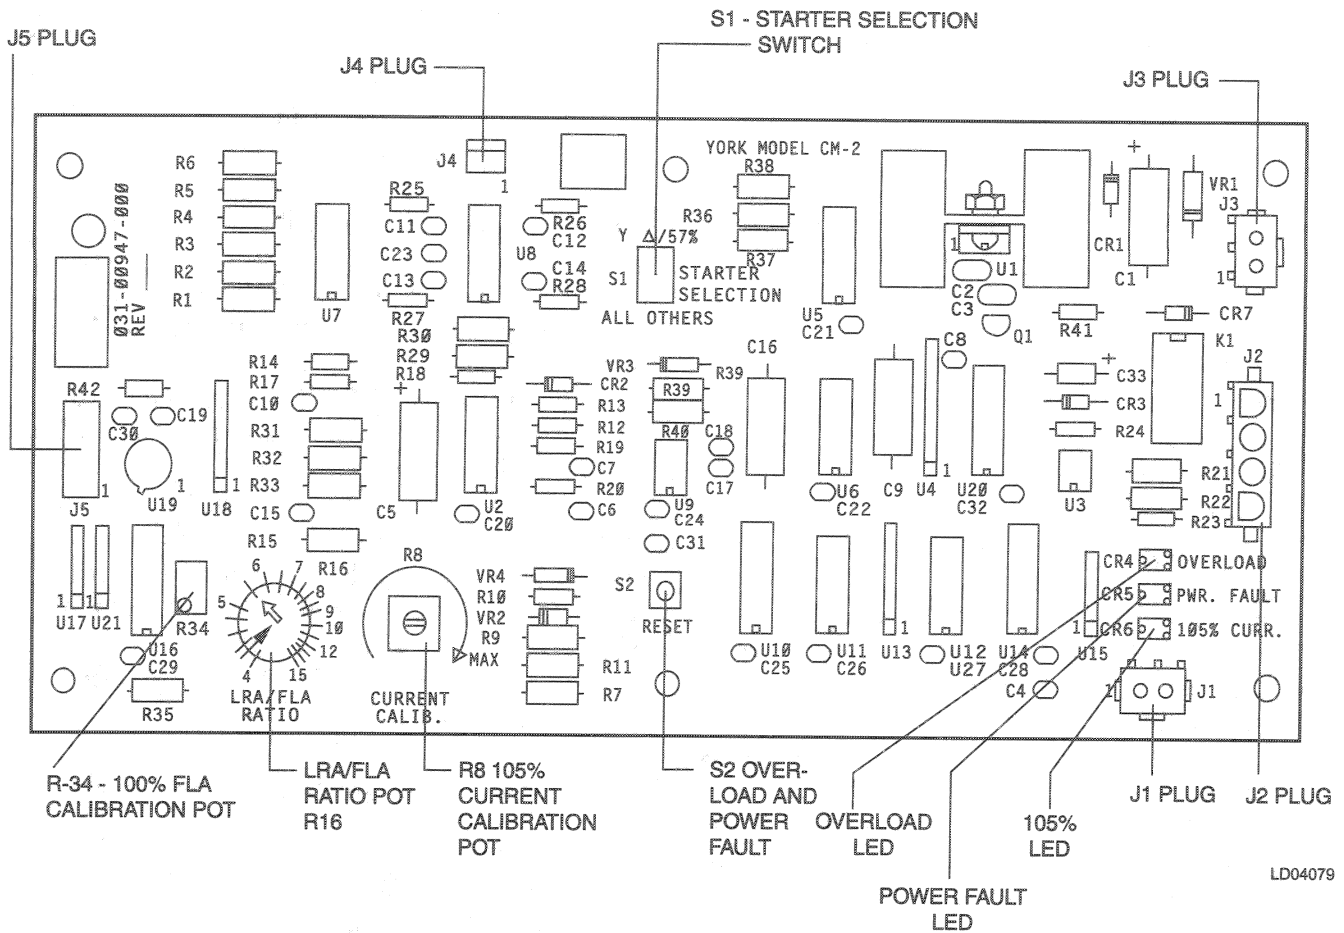 S1 - STARTER SELECTION
SWITCH
J5 PLUG
J4 PLUG
J3 PLUG
YORK MODEL CM-2
R6
R5
R4
R3
R2
R1
031-00947-000
REV
J4
1
R25
C11
C23
C13
R27
R30
R29
R18
U7
U8
R26
C12
C14
R28
Y Δ/57%
S1
STARTER
SELECTION
ALL OTHERS
R38
R36
R37
U5
C21
1
U1
C2
C3
Q1
CR1
C1
+
VR1
J3
1
R41
CR7
K1
J2
1
R14
R17
C10
R31
R32
R33
C15
R15
R42
C30
C19
1
U19
1
J5
1
U18
+
C5
U2
C20
VR3
CR2
R13
R12
R19
C7
R20
C6
R39
R39
R40
C18
C17
U9
C24
C31
C16
U6
C22
C9
C8
1
U4
U20
C32
+
C33
CR3
R24
U3
R21
R22
R23
1
U17
1
U21
U16
C29
R34
R35
R16
4
5
6
7
8
9
10
12
15
LRA/FLA
RATIO
R8
MAX
CURRENT
CALIB.
VR4
R10
VR2
R9
R11
R7
S2
RESET
U10
C25
U11
C26
1
U13
U12
U27
U14
C28
C4
1
U15
CR4
OVERLOAD
CR5
PWR. FAULT
CR6
105% CURR.
1
J1
R-34 - 100% FLA
CALIBRATION POT
LRA/FLA
RATIO POT
R16
R8 105%
CURRENT
CALIBRATION
POT
S2 OVER-
LOAD AND
POWER
FAULT
OVERLOAD
LED
POWER FAULT
LED
105%
LED
J1 PLUG
J2 PLUG
LD04079